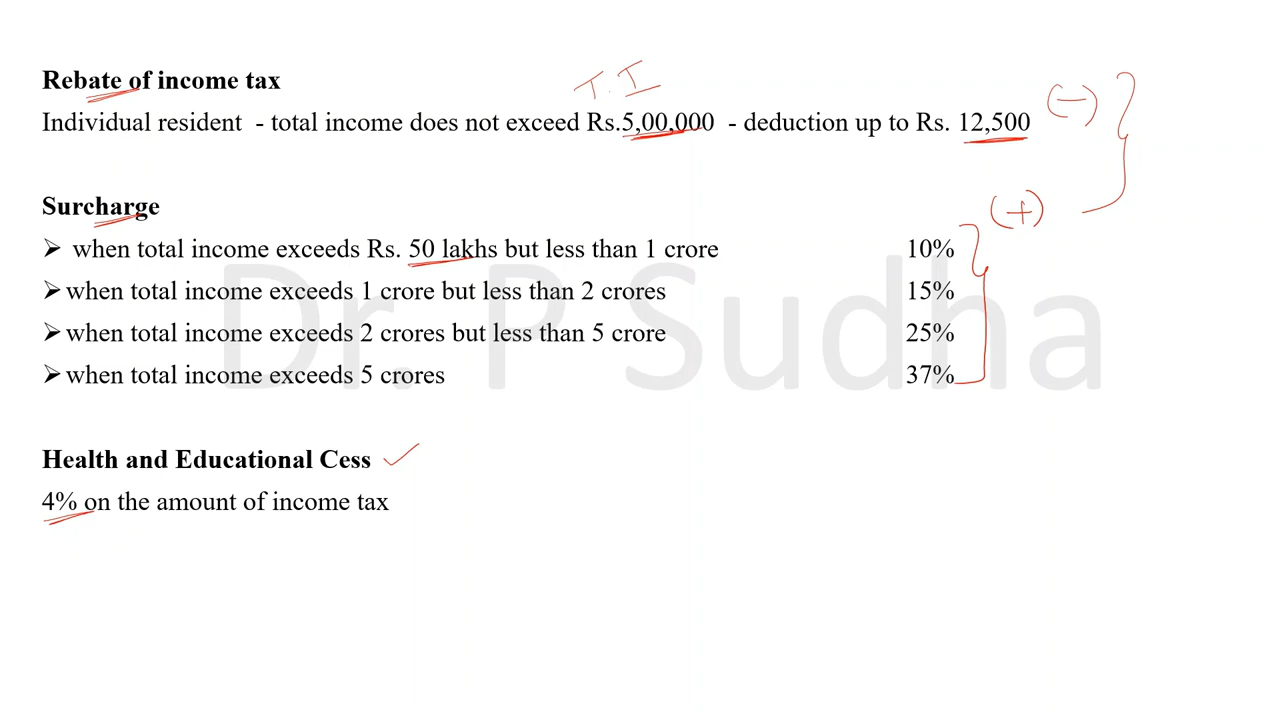 Rebate of income tax
T.I
Individual resident - total income does not exceed Rs.5,00,000 - deduction up to Rs. 12,500 (-)
Surcharge
(+)
➢ when total income exceeds Rs. 50 lakhs but less than 1 crore 10%
➢ when total income exceeds 1 crore but less than 2 crores 15%
➢ when total income exceeds 2 crores but less than 5 crore 25%
➢ when total income exceeds 5 crores 37%
Dr. P Sudha
Health and Educational Cess ✓
4% on the amount of income tax